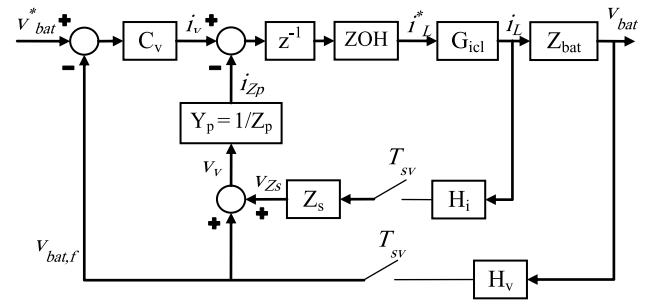 v*bat
+
−
Cv
iv
+
−
z-1
ZOH
i*L
Gicl
iL
Zbat
vbat
iZp
Yp = 1/Zp
vv
vZs
+
+
Zs
Tsv
Hi
vbat,f
Tsv
Hv